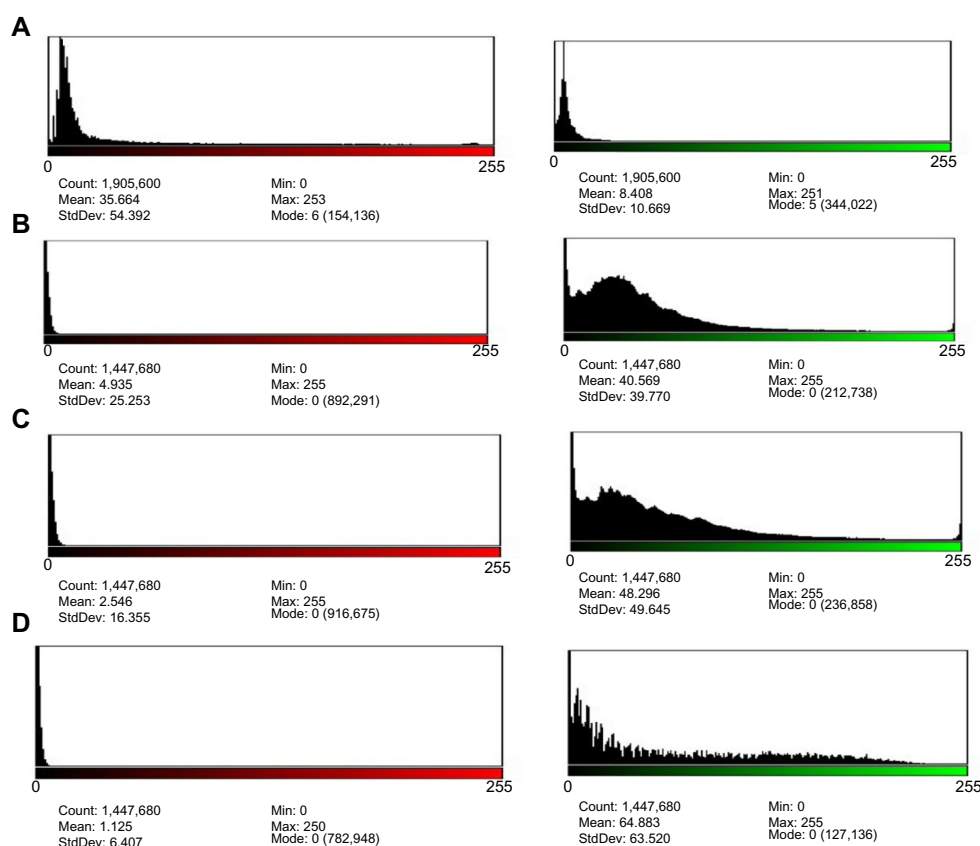 A
0 255
Count: 1,905,600 Min: 0
Mean: 35.664 Max: 253
StdDev: 54.392 Mode: 6 (154,136)
0 255
Count: 1,905,600 Min: 0
Mean: 8.408 Max: 251
StdDev: 10.669 Mode: 5 (344,022)
B
0 255
Count: 1,447,680 Min: 0
Mean: 4.935 Max: 255
StdDev: 25.253 Mode: 0 (892,291)
0 255
Count: 1,447,680 Min: 0
Mean: 40.569 Max: 255
StdDev: 39.770 Mode: 0 (212,738)
C
0 255
Count: 1,447,680 Min: 0
Mean: 2.546 Max: 255
StdDev: 16.355 Mode: 0 (916,675)
0 255
Count: 1,447,680 Min: 0
Mean: 48.296 Max: 255
StdDev: 49.645 Mode: 0 (236,858)
D
0 255
Count: 1,447,680 Min: 0
Mean: 1.125 Max: 250
StdDev: 6.407 Mode: 0 (782,948)
0 255
Count: 1,447,680 Min: 0
Mean: 64.883 Max: 255
StdDev: 63.520 Mode: 0 (127,136)